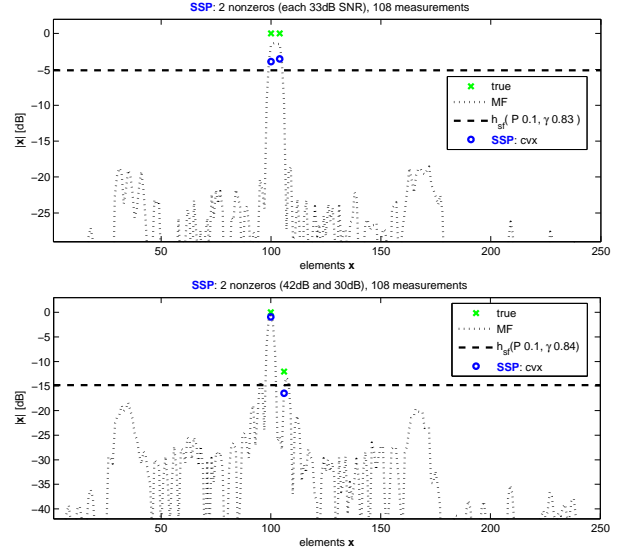 SSP: 2 nonzeros (each 33dB SNR), 108 measurements
0
−5
−10
−15
−20
−25
|x| [dB]
true
MF
h_sf( P 0.1, γ 0.83 )
SSP: cvx
50
100
150
200
250
elements x
SSP: 2 nonzeros (42dB and 30dB), 108 measurements
0
−5
−10
−15
−20
−25
−30
−35
−40
|x| [dB]
true
MF
h_sf(P 0.1, γ 0.84)
SSP: cvx
50
100
150
200
250
elements x